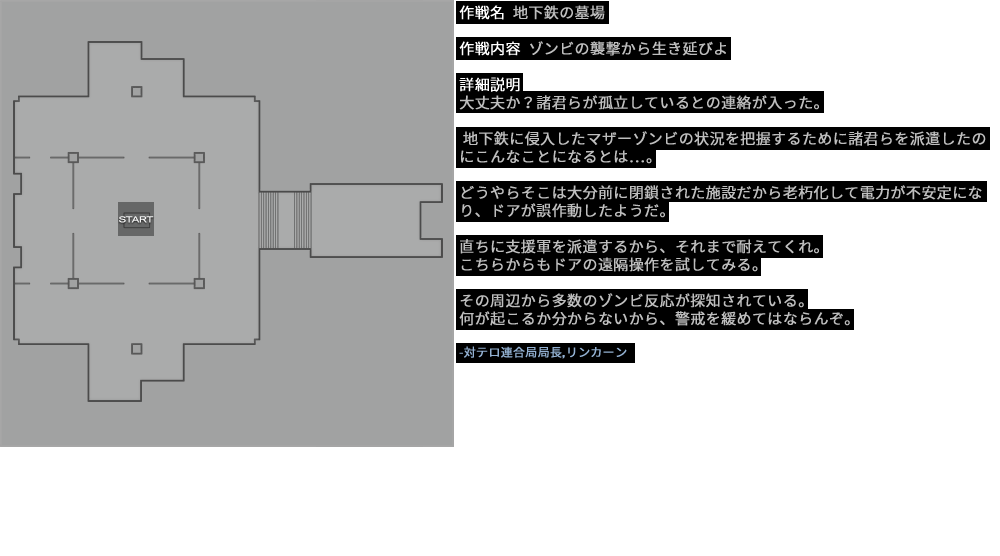 作戦名 地下鉄の墓場
作戦内容 ゾンビの襲撃から生き延びよ
詳細説明
大丈夫か？諸君らが孤立しているとの連絡が入った。
地下鉄に侵入したマザーゾンビの状況を把握するために諸君らを派遣したの
にこんなことになるとは…。
どうやらそこは大分前に閉鎖された施設だから老朽化して電力が不安定にな
り、ドアが誤作動したようだ。
直ちに支援軍を派遣するから、それまで耐えてくれ。
こちらからもドアの遠隔操作を試してみる。
その周辺から多数のゾンビ反応が探知されている。
何が起こるか分からないから、警戒を緩めてはならんぞ。
-対テロ連合局局長,リンカーン
START